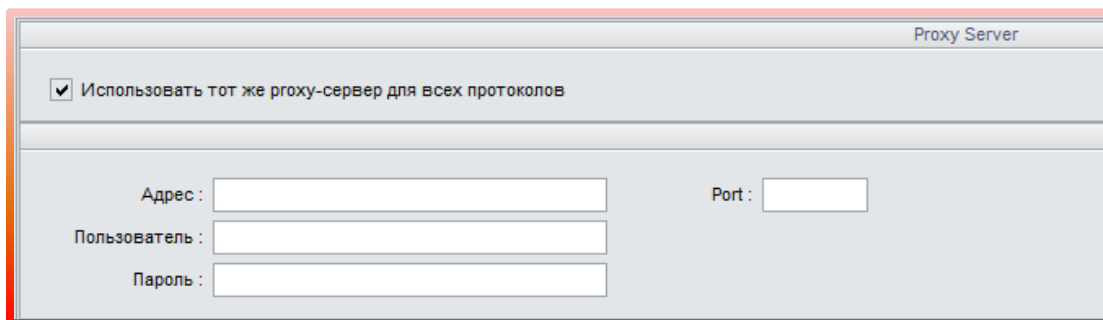 Proxy Server
Использовать тот же proxy-сервер для всех протоколов
Адрес : Port :
Пользователь :
Пароль :